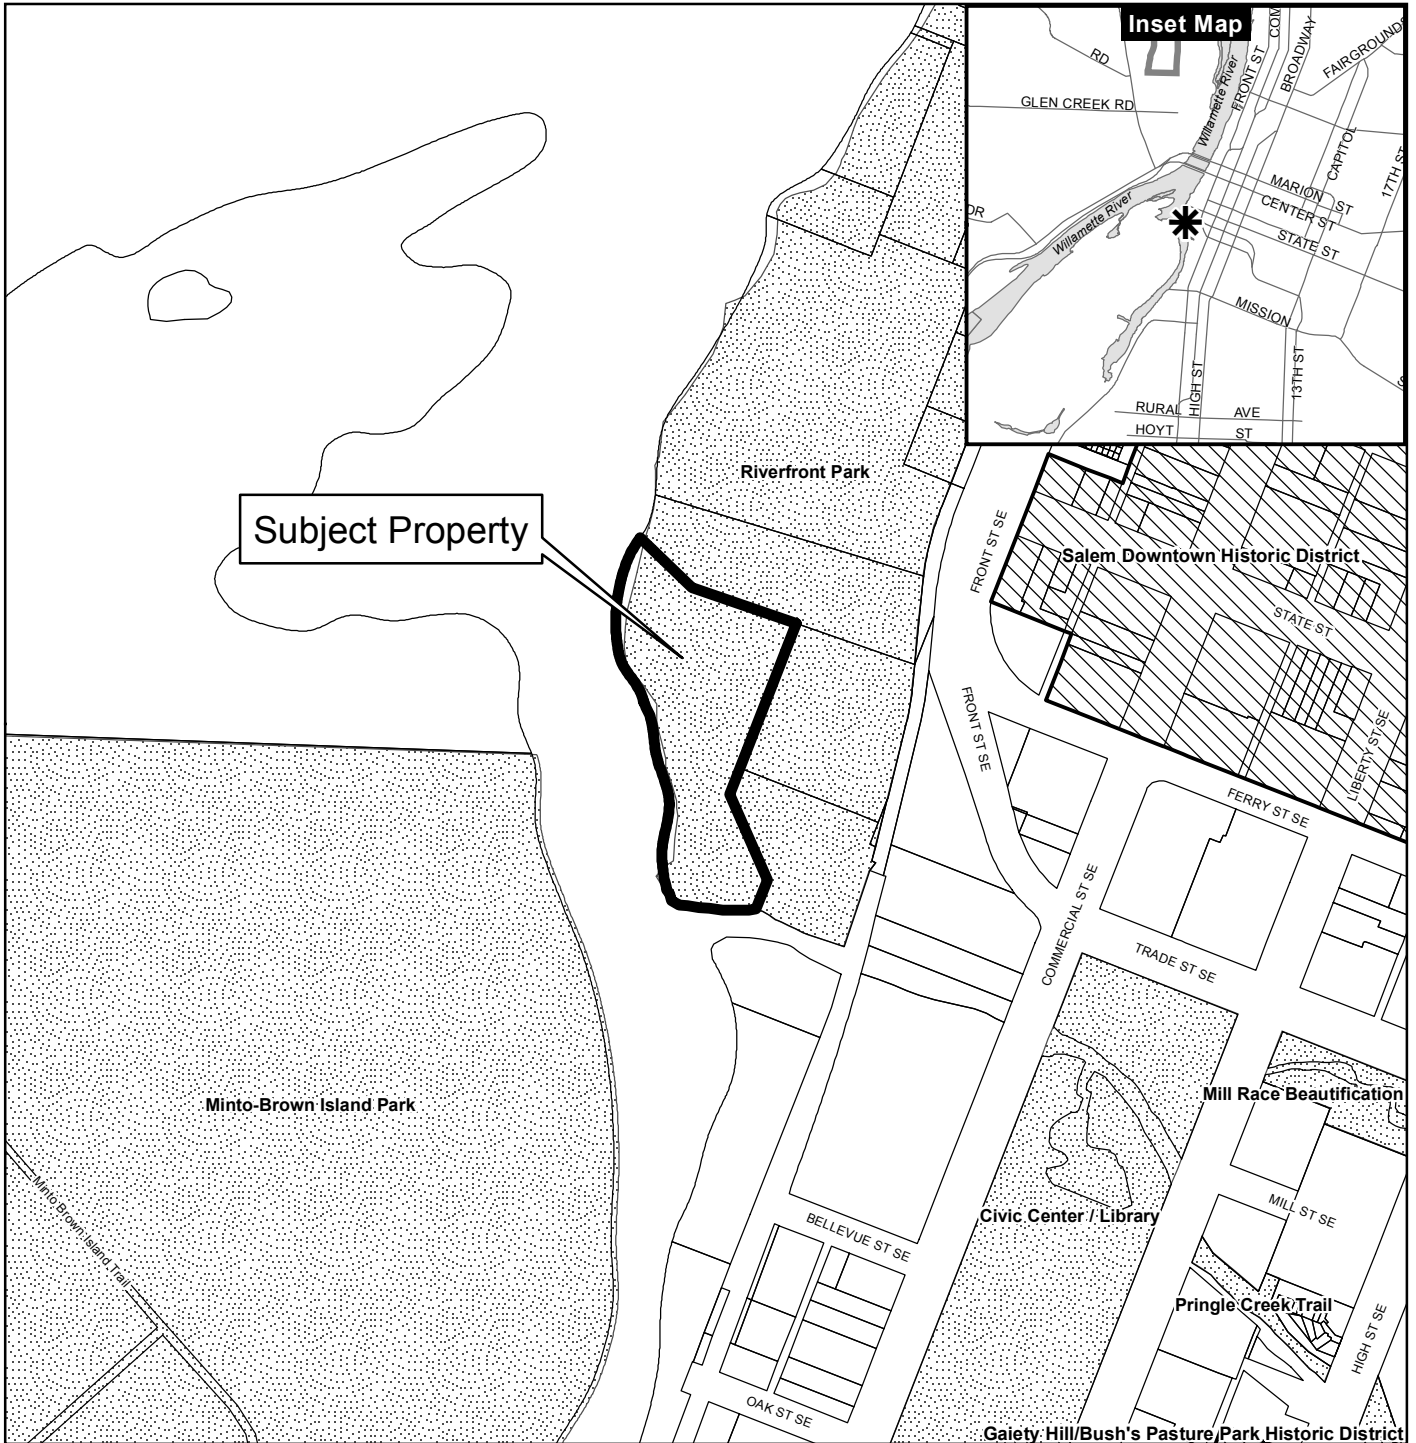 Inset Map
RD
GLEN CREEK RD
Willamette River
FRONT ST
COM
BROADWAY
FAIRGROUNDS
CAPITOL
17TH ST
MARION ST
CENTER ST
STATE ST
OR
Willamette River
MISSION
HIGH ST
13TH ST
S
RURAL AVE
HOYT ST
Riverfront Park
Subject Property
FRONT ST SE
Salem Downtown Historic District
STATE ST
FRONT ST SE
LIBERTY ST SE
FERRY ST SE
COMMERCIAL ST SE
TRADE ST SE
Minto-Brown Island Park
Mill Race Beautification
Minto Brown Island Trail
Civic Center / Library
MILL ST SE
BELLEVUE ST SE
Pringle Creek Trail
HIGH ST SE
OAK ST SE
Gaiety Hill/Bush's Pasture Park Historic District